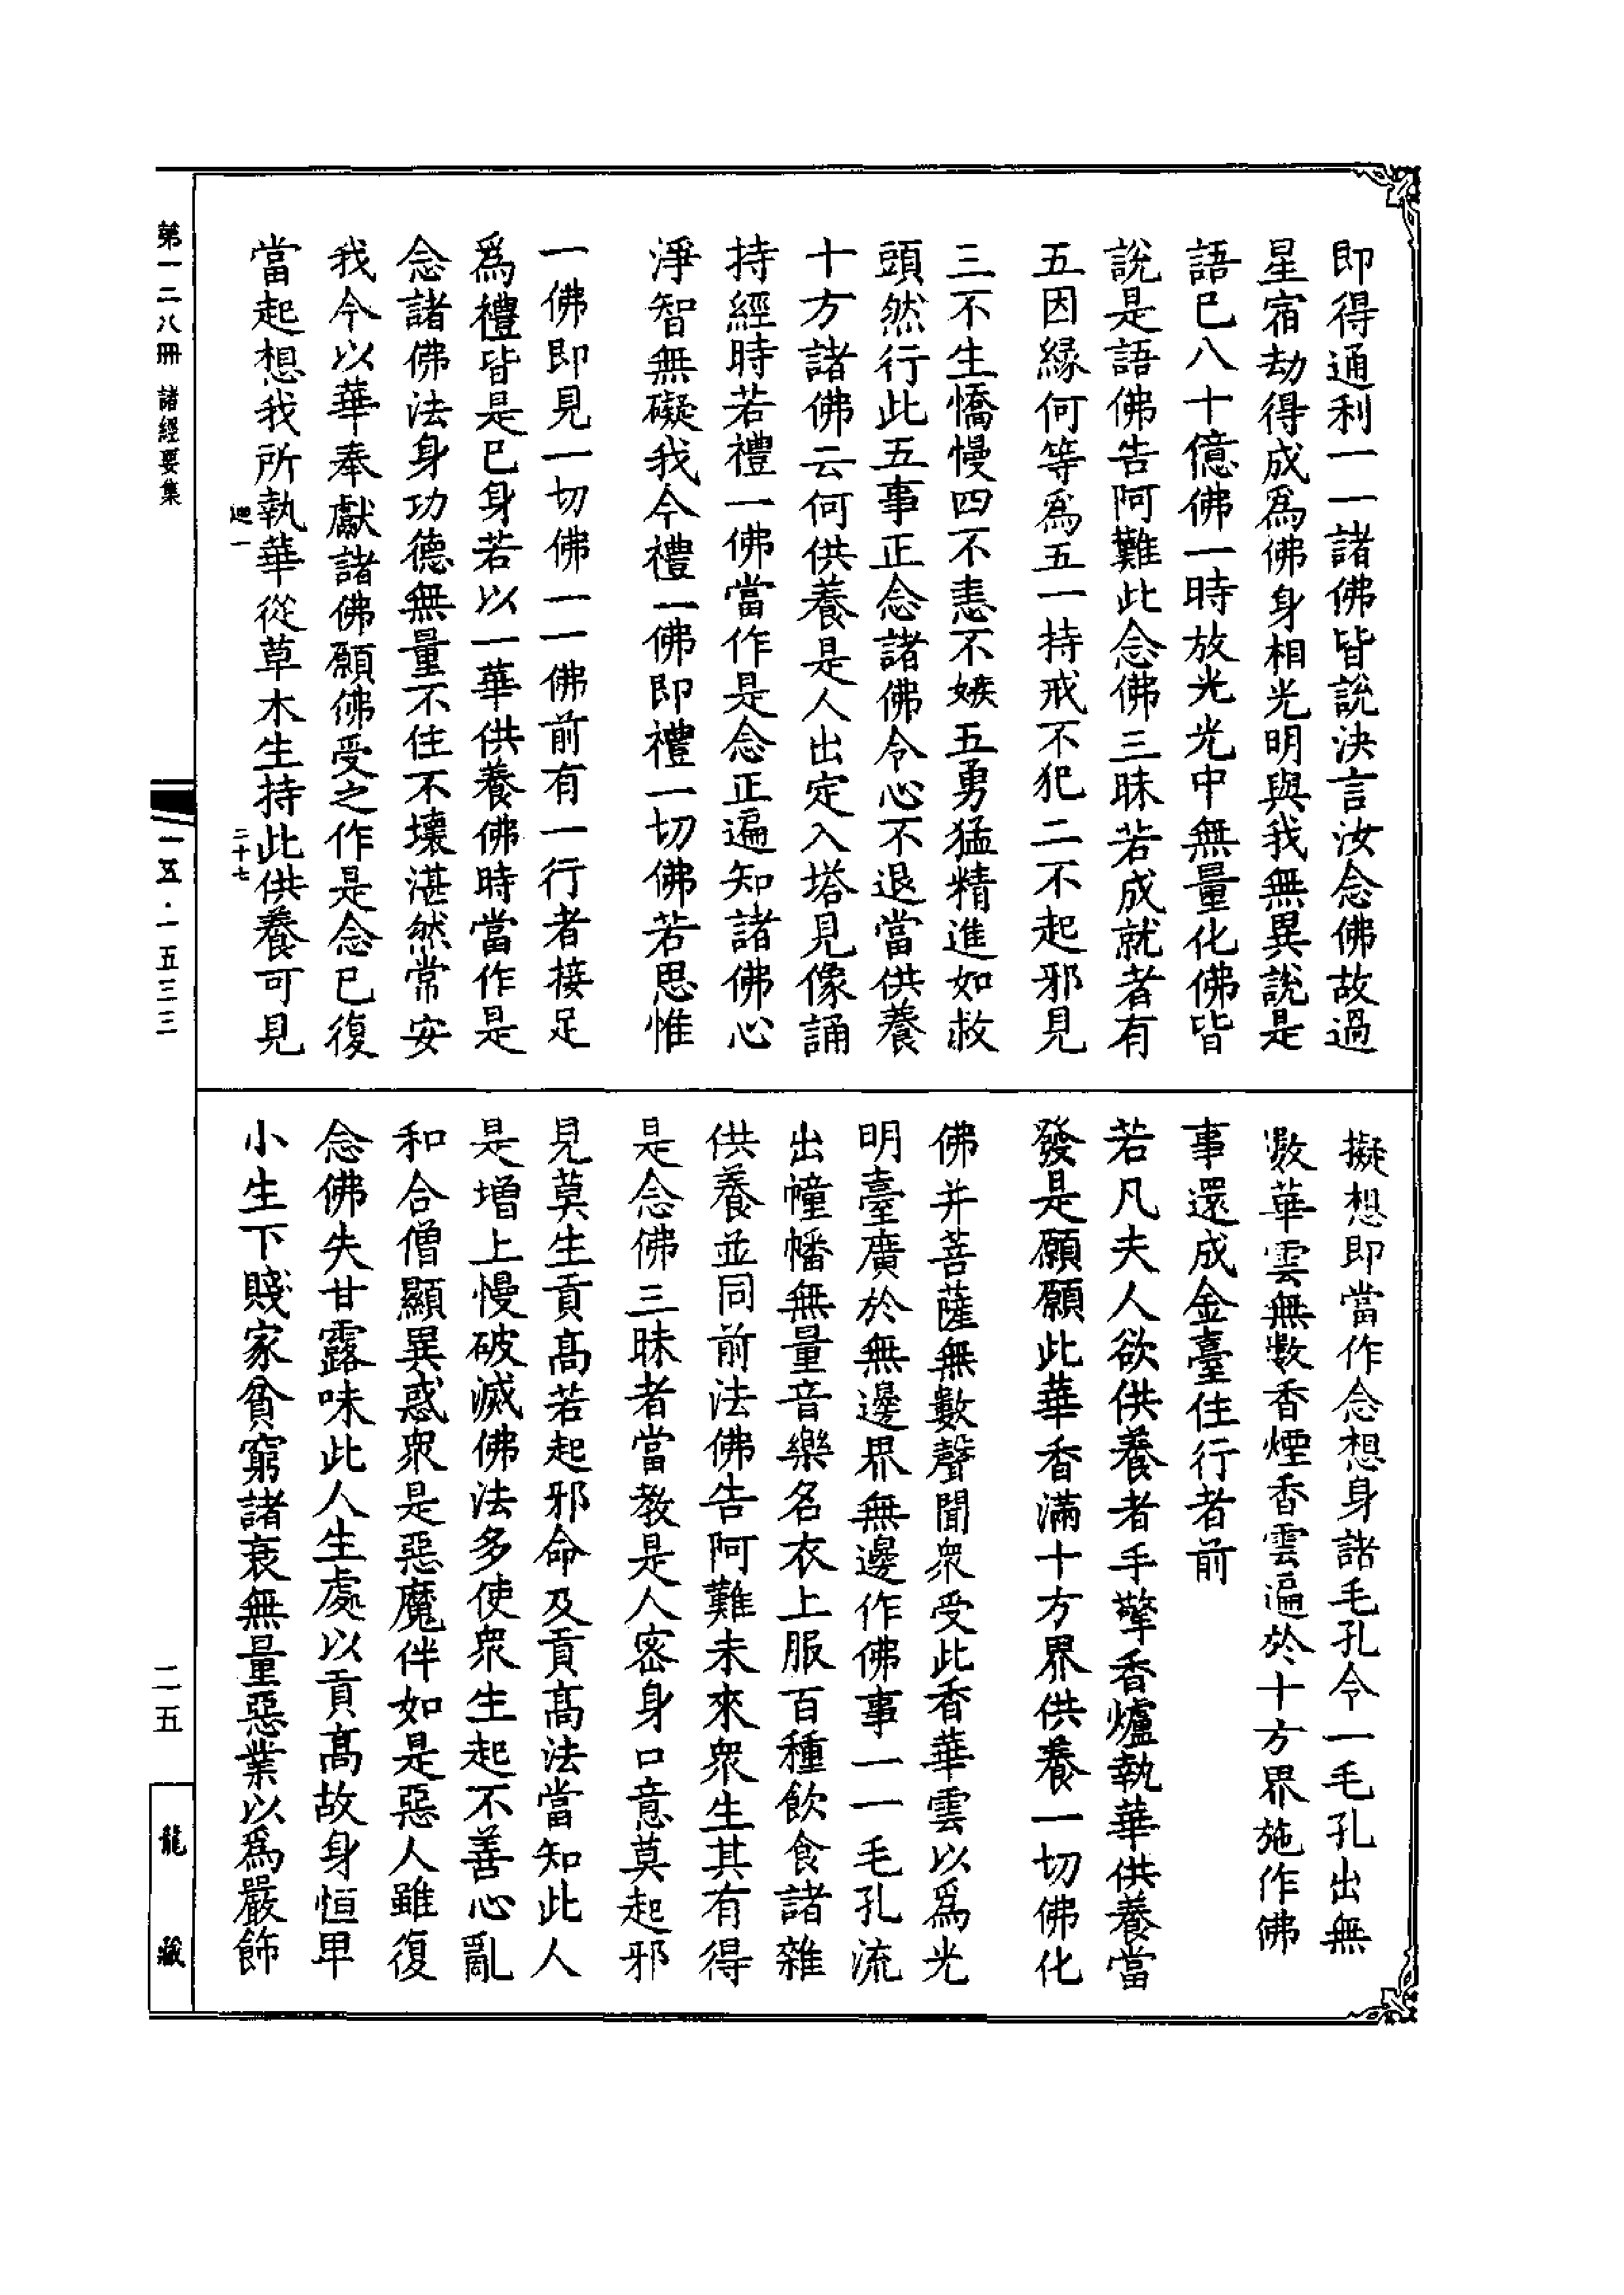 即得通利一一諸佛皆說決言汝念佛故過
星宿劫得成爲佛身相光明與我無異說是
語已八十億佛一時放光光中無量化佛皆
說是語佛告阿難此念佛三昧若成就者有
五因緣何等爲五一持戒不犯二不起邪見
三不生憍慢四不恚不嫉五勇猛精進如救
頭然行此五事正念諸佛令心不退當供養
十方諸佛云何供養是人出定入塔見像誦
持經時若禮一佛當作是念正遍知諸佛心
淨智無礙我今禮一佛即禮一切佛若思惟
一佛即見一切佛一一佛前有一行者接足
爲禮皆是已身若以一華供養佛時當作是
念諸佛法身功德無量不住不壞湛然常安
我今以華奉獻諸佛願佛受之作是念已復
當起想我所執華從草木生持此供養可見
擬想即當作念想身諸毛孔令一毛孔出無
數華雲無數香煙香雲遍於十方界施作佛
事還成金臺住行者前
若凡夫人欲供養者手擎香爐執華供養當
發是願願此華香滿十方界供養一切佛化
佛并菩薩無數聲聞衆受此香華雲以爲光
明臺廣於無邊界無邊作佛事一一毛孔流
出幢幡無量音樂名衣上服百種飲食諸雜
供養並同前法佛告阿難未來衆生其有得
是念佛三昧者當教是人密身口意莫起邪
見莫生貢高若起邪命及貢高法當知此人
是增上慢破滅佛法多使衆生起不善心亂
和合僧顯異惑衆是惡魔伴如是惡人雖復
念佛失甘露味此人生處以貢高故身恒卑
小生下賤家貧窮諸衰無量惡業以爲嚴飾
二十七
第一二八冊 諸經要集
一五·一五三三
二五
龍藏